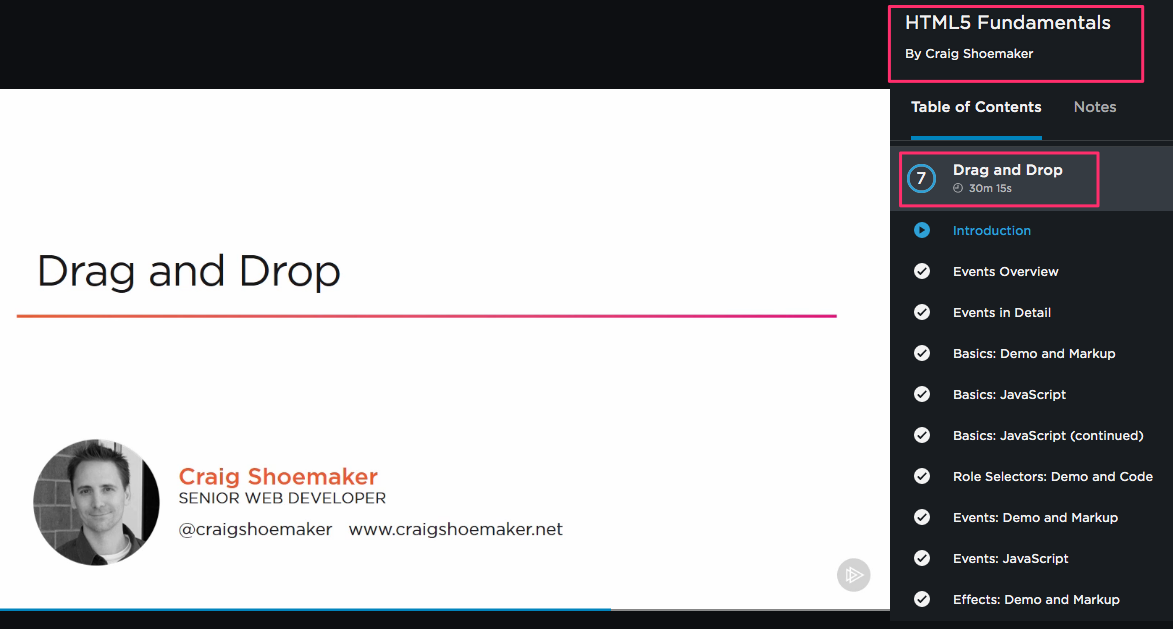 HTML5 Fundamentals
By Craig Shoemaker
Table of Contents Notes
7 Drag and Drop
30m 15s
Introduction
Events Overview
Events in Detail
Basics: Demo and Markup
Basics: JavaScript
Basics: JavaScript (continued)
Role Selectors: Demo and Code
Events: Demo and Markup
Events: JavaScript
Effects: Demo and Markup
Drag and Drop
Craig Shoemaker
SENIOR WEB DEVELOPER
@craigshoemaker www.craigshoemaker.net